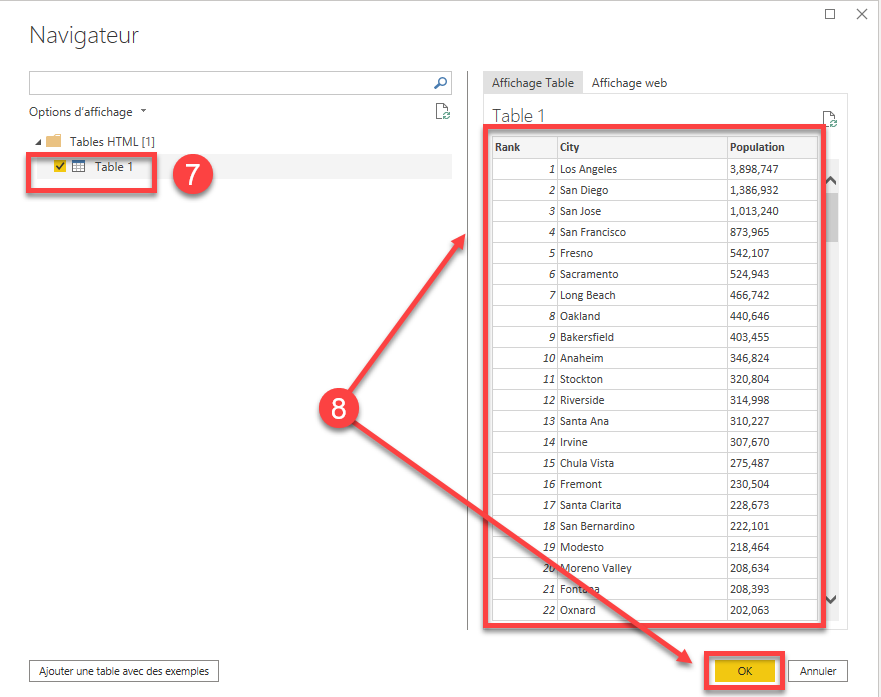 Navigateur
Options d'affichage
Tables HTML [1]
Table 1
7
8
Affichage Table Affichage web
Table 1
Rank City Population
1 Los Angeles 3,898,747
2 San Diego 1,386,932
3 San Jose 1,013,240
4 San Francisco 873,965
5 Fresno 542,107
6 Sacramento 524,943
7 Long Beach 466,742
8 Oakland 440,646
9 Bakersfield 403,455
10 Anaheim 346,824
11 Stockton 320,804
12 Riverside 314,998
13 Santa Ana 310,227
14 Irvine 307,670
15 Chula Vista 275,487
16 Fremont 230,504
17 Santa Clarita 228,673
18 San Bernardino 222,101
19 Modesto 218,464
20 Moreno Valley 208,634
21 Fontana 208,393
22 Oxnard 202,063
Ajouter une table avec des exemples
OK Annuler